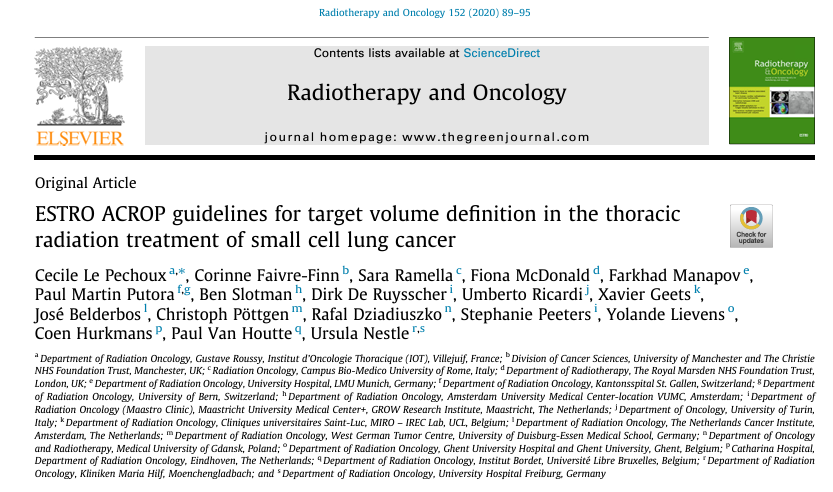 Radiotherapy and Oncology 152 (2020) 89–95
Contents lists available at ScienceDirect
Radiotherapy and Oncology
journal homepage: www.thegreenjournal.com
ELSEVIER
Radiotherapy
&Oncology
Original Article
ESTRO ACROP guidelines for target volume definition in the thoracic
radiation treatment of small cell lung cancer
Check for
updates
Cecile Le Pechoux a,*, Corinne Faivre-Finn b, Sara Ramella c, Fiona McDonald d, Farkhad Manapov e,
Paul Martin Putora f,g, Ben Slotman h, Dirk De Ruysscher i, Umberto Ricardi j, Xavier Geets k,
José Belderbos l, Christoph Pöttgen m, Rafal Dziadiuszko n, Stephanie Peeters i, Yolande Lievens o,
Coen Hurkmans p, Paul Van Houtte q, Ursula Nestle r,s
a Department of Radiation Oncology, Gustave Roussy, Institut d'Oncologie Thoracique (IOT), Villejuif, France; b Division of Cancer Sciences, University of Manchester and The Christie
NHS Foundation Trust, Manchester, UK; c Radiation Oncology, Campus Bio-Medico University of Rome, Italy; d Department of Radiotherapy, The Royal Marsden NHS Foundation Trust,
London, UK; e Department of Radiation Oncology, University Hospital, LMU Munich, Germany; f Department of Radiation Oncology, Kantonsspital St. Gallen, Switzerland; g Department
of Radiation Oncology, University of Bern, Switzerland; h Department of Radiation Oncology, Amsterdam University Medical Center-location VUMC, Amsterdam; i Department of
Radiation Oncology (Maastro Clinic), Maastricht University Medical Center+, GROW Research Institute, Maastricht, The Netherlands; j Department of Oncology, University of Turin,
Italy; k Department of Radiation Oncology, Cliniques universitaires Saint-Luc, MIRO – IREC Lab, UCL, Belgium; l Department of Radiation Oncology, The Netherlands Cancer Institute,
Amsterdam, The Netherlands; m Department of Radiation Oncology, West German Tumor Centre, University of Duisburg-Essen Medical School, Germany; n Department of Oncology
and Radiotherapy, Medical University of Gdansk, Poland; o Department of Radiation Oncology, Ghent University Hospital and Ghent University, Ghent, Belgium; p Catharina Hospital,
Department of Radiation Oncology, Eindhoven, The Netherlands; q Department of Radiation Oncology, Institut Bordet, Université Libre Bruxelles, Belgium; r Department of Radiation
Oncology, Kliniken Maria Hilf, Moenchengladbach; and s Department of Radiation Oncology, University Hospital Freiburg, Germany